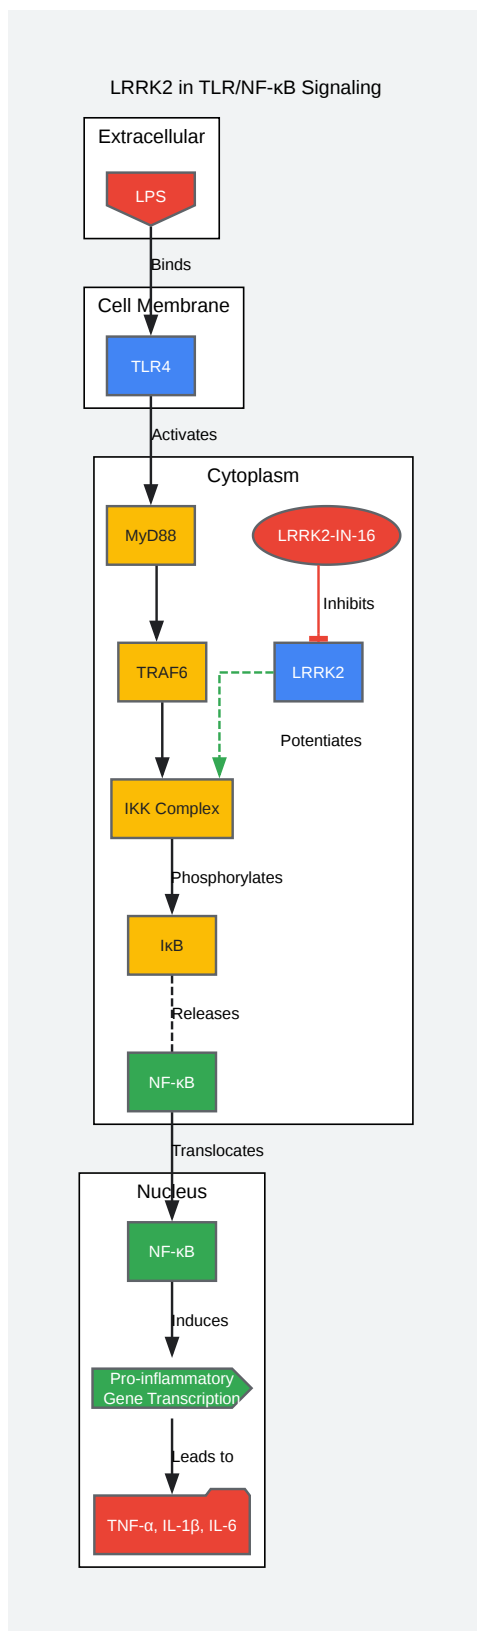 LRRK2 in TLR/NF-κB Signaling
Extracellular
LPS
Binds
Cell Membrane
TLR4
Activates
Cytoplasm
MyD88
LRRK2-IN-16
Inhibits
TRAF6
LRRK2
Potentiates
IKK Complex
Phosphorylates
IκB
Releases
NF-κB
Translocates
Nucleus
NF-κB
Induces
Pro-inflammatory
Gene Transcription
Leads to
TNF-α, IL-1β, IL-6